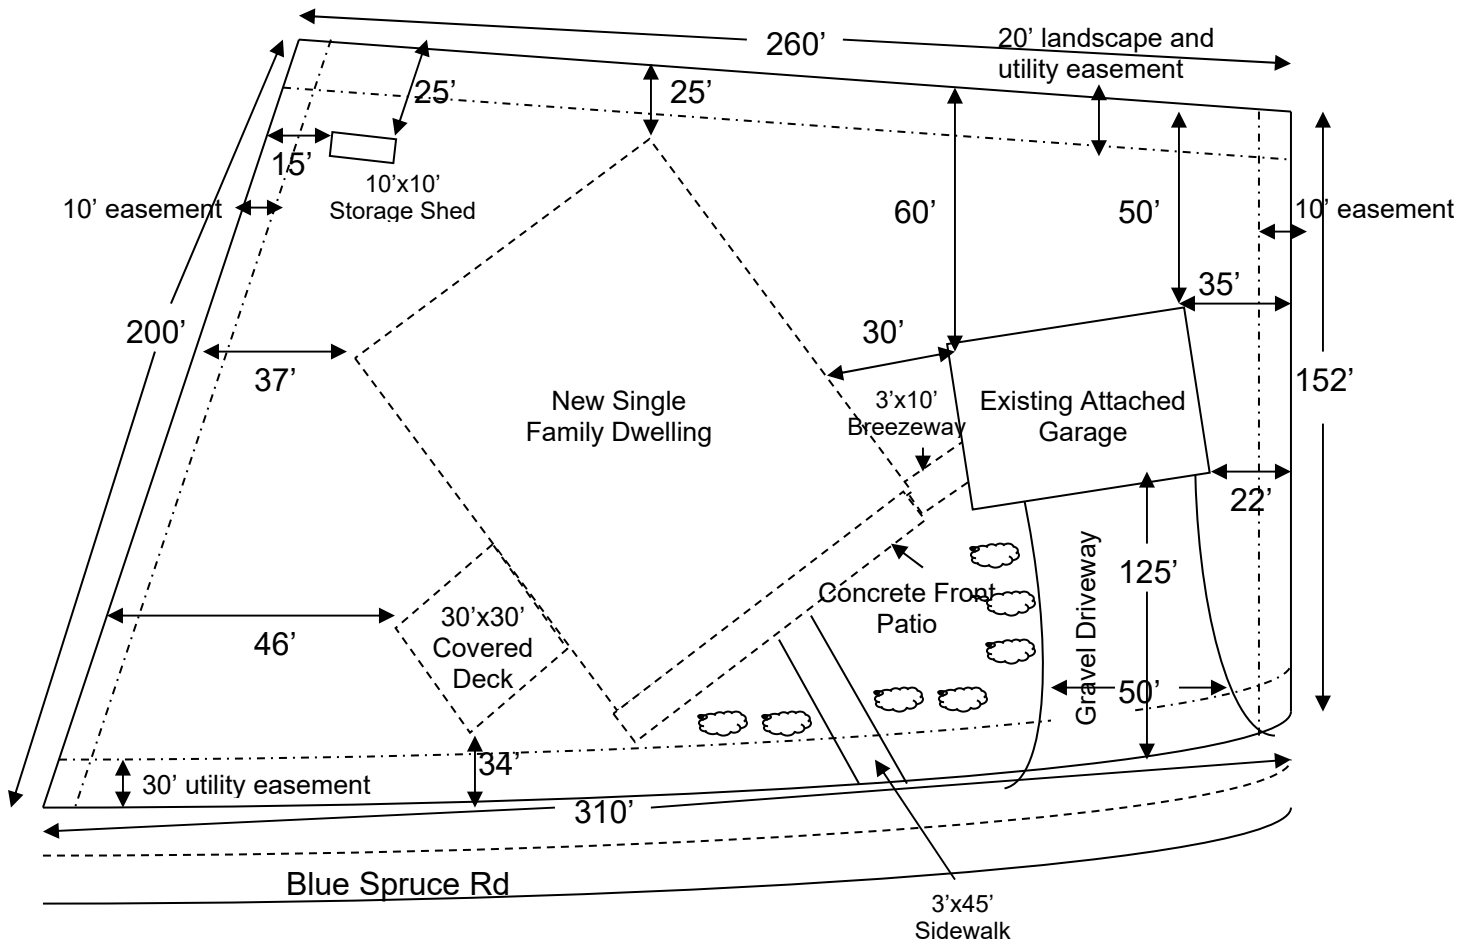 260’
20’ landscape and
utility easement
25’
25’
15’
10’x10’
Storage Shed
10’ easement
60’
50’
10’ easement
35’
200’
30’
37’
152’
New Single
Family Dwelling
3’x10’
Breezeway
Existing Attached
Garage
22’
125’
Gravel Driveway
Concrete Front
Patio
30’x30’
Covered
Deck
46’
50’
34’
30’ utility easement
310’
Blue Spruce Rd
3’x45’
Sidewalk